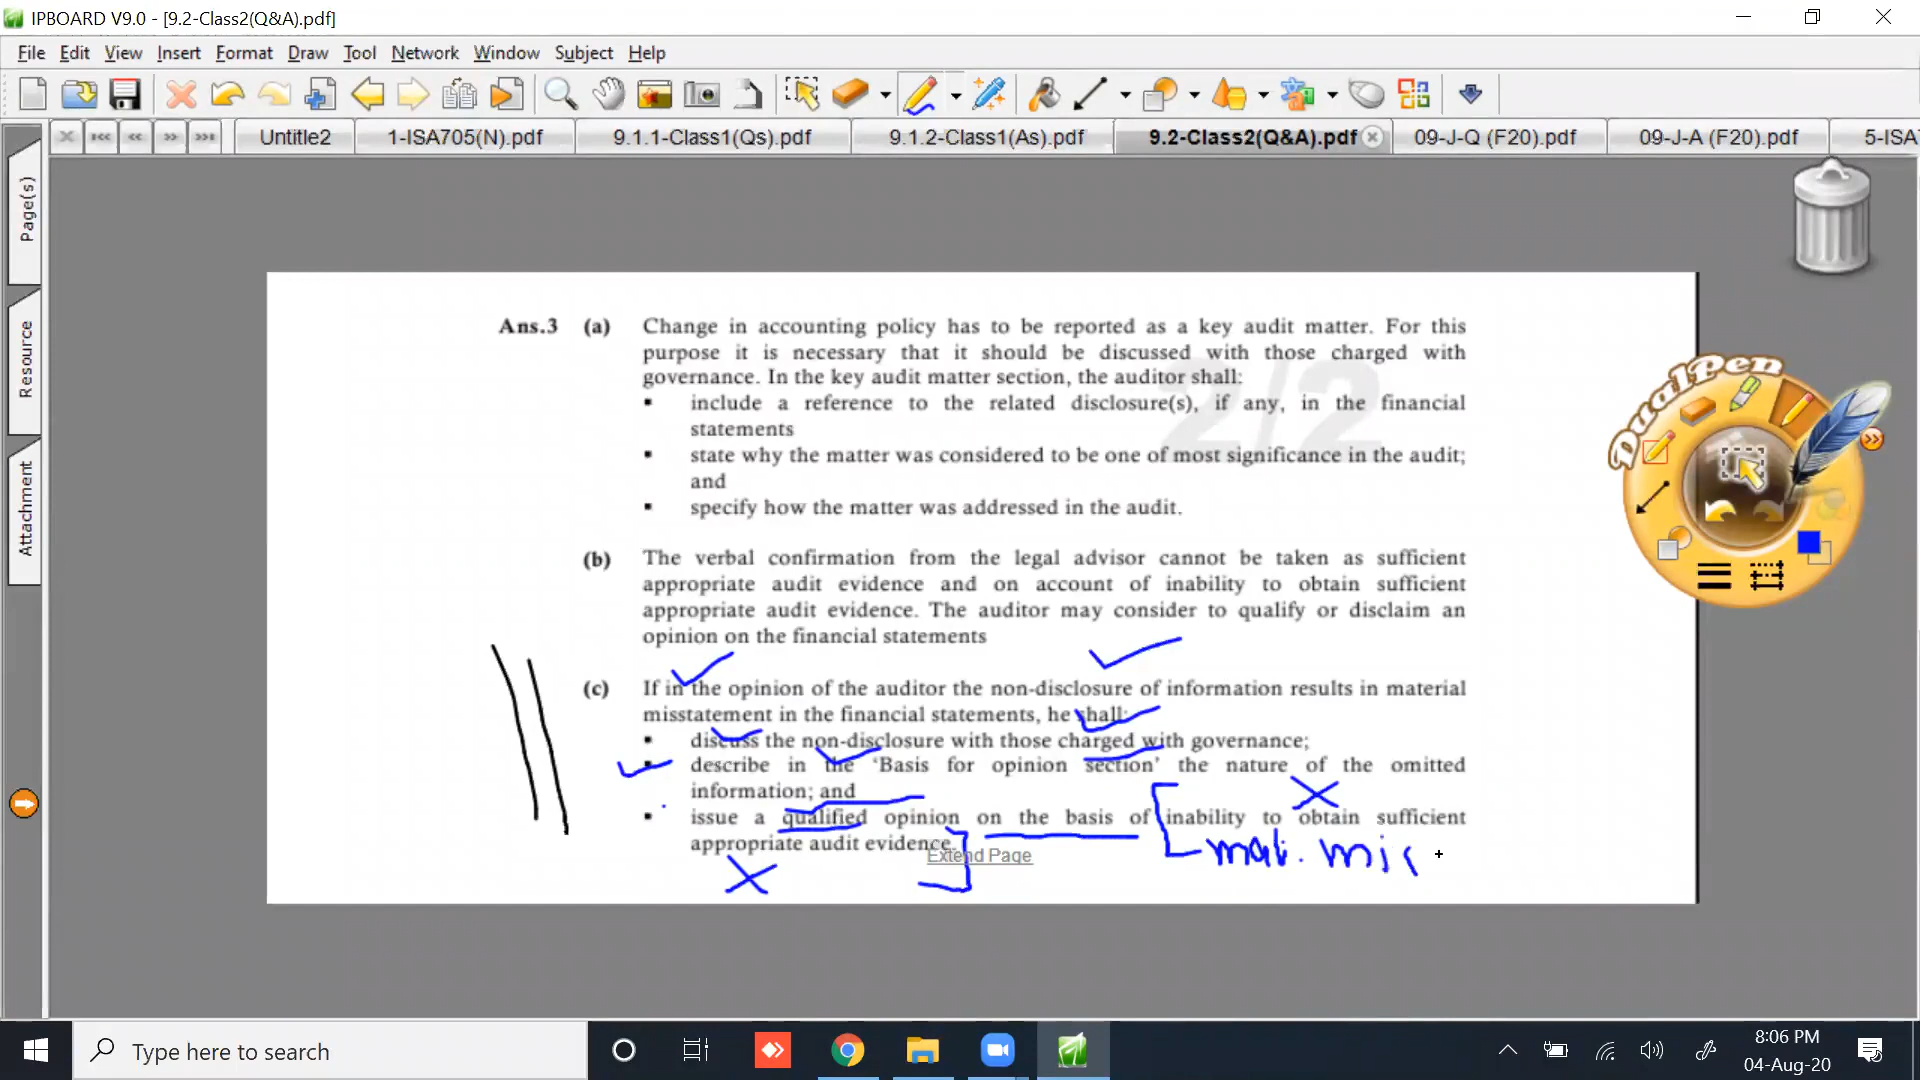 IPBOARD V9.0 - [9.2-Class2(Q&A).pdf]
File Edit View Insert Format Draw Tool Network Window Subject Help
Untitle2 1-ISA705(N).pdf 9.1.1-Class1(Qs).pdf 9.1.2-Class1(As).pdf 9.2-Class2(Q&A).pdf 09-J-Q (F20).pdf 09-J-A (F20).pdf 5-ISA
Page(s)
Resource
Attachment
DualPen
2/2
Ans.3 (a) Change in accounting policy has to be reported as a key audit matter. For this
purpose it is necessary that it should be discussed with those charged with
governance. In the key audit matter section, the auditor shall:
▪ include a reference to the related disclosure(s), if any, in the financial
statements
▪ state why the matter was considered to be one of most significance in the audit;
and
▪ specify how the matter was addressed in the audit.
(b) The verbal confirmation from the legal advisor cannot be taken as sufficient
appropriate audit evidence and on account of inability to obtain sufficient
appropriate audit evidence. The auditor may consider to qualify or disclaim an
opinion on the financial statements
(c) If in the opinion of the auditor the non-disclosure of information results in material
misstatement in the financial statements, he shall:
▪ discuss the non-disclosure with those charged with governance;
▪ describe in the 'Basis for opinion section' the nature of the omitted
information; and
▪ issue a qualified opinion on the basis of inability to obtain sufficient
appropriate audit evidence.
Extend Page
mat. mis
Type here to search
8:06 PM
04-Aug-20